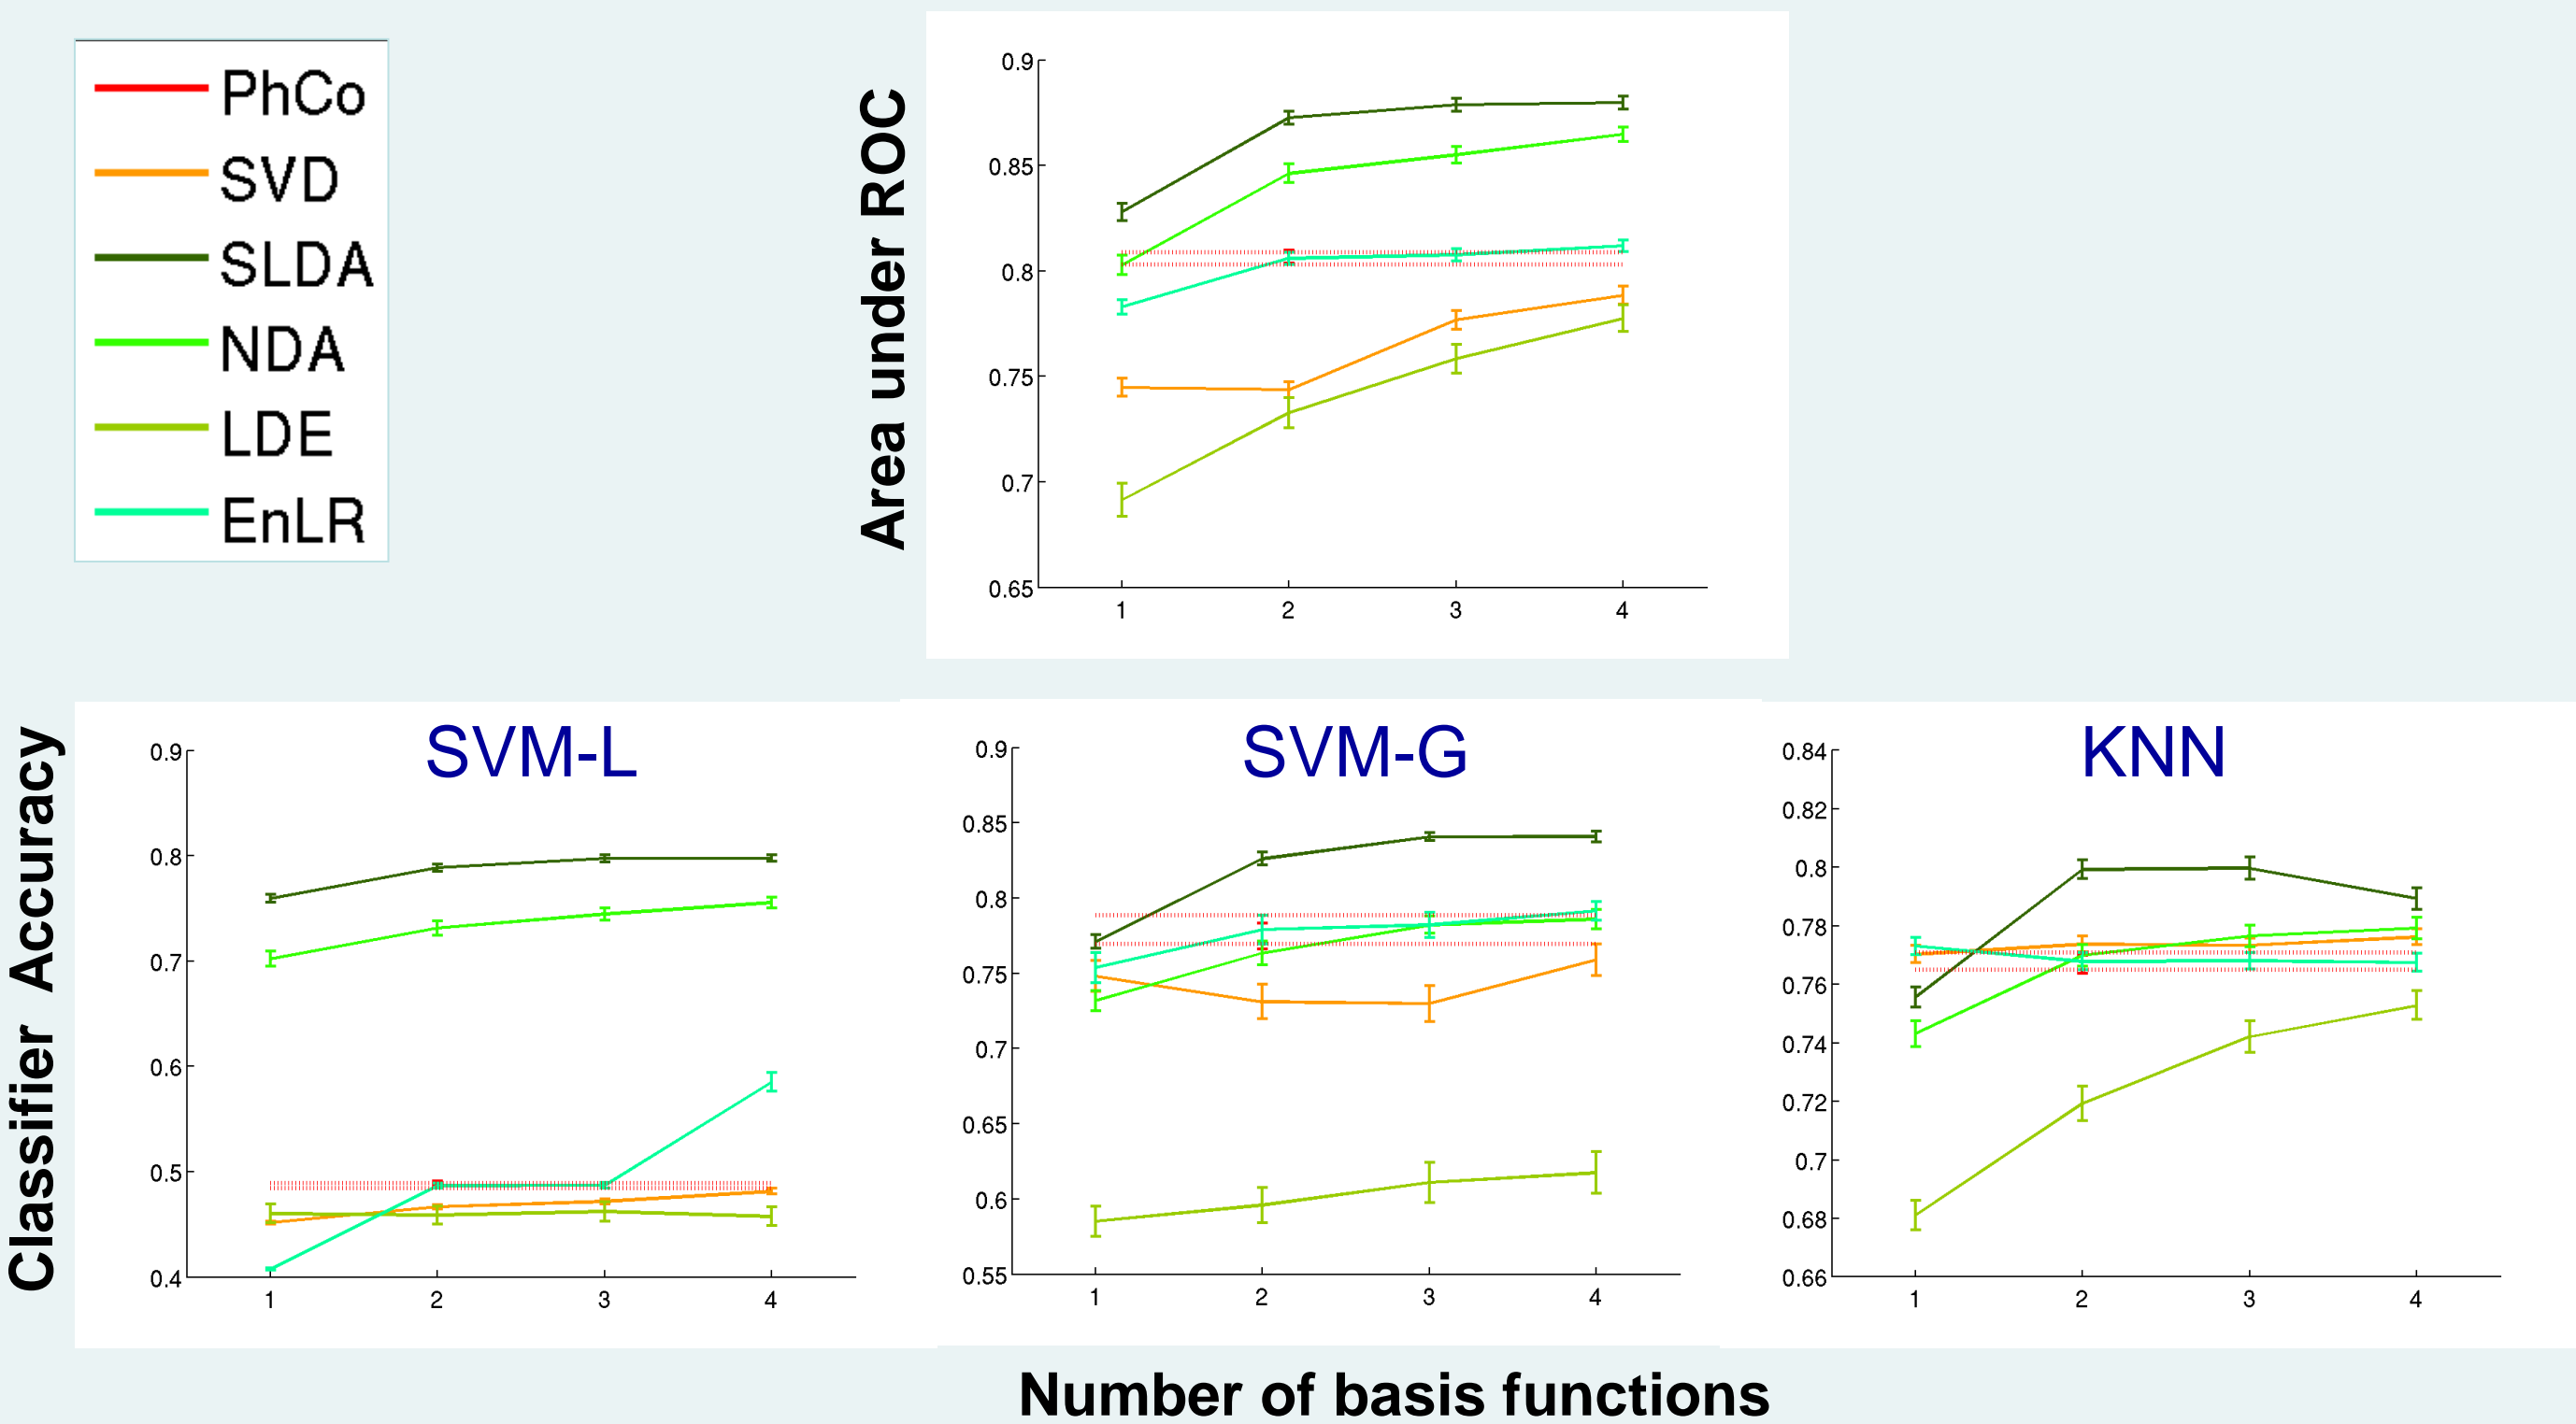 PhCo
SVD
SLDA
NDA
LDE
EnLR
Area under ROC
0.9
0.85
0.8
0.75
0.7
0.65
1 2 3 4
Classifier Accuracy
SVM-L
0.9
0.8
0.7
0.6
0.5
0.4
1 2 3 4
SVM-G
0.9
0.85
0.8
0.75
0.7
0.65
0.6
0.55
1 2 3 4
KNN
0.84
0.82
0.8
0.78
0.76
0.74
0.72
0.7
0.68
0.66
1 2 3 4
Number of basis functions